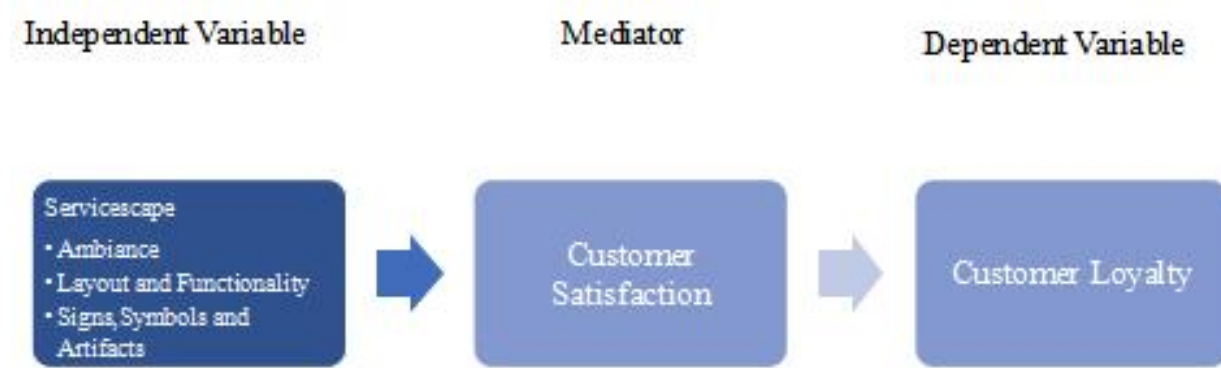 Independent Variable
Mediator
Dependent Variable
Servicescape
• Ambiance
• Layout and Functionality
• Signs, Symbols and
Artifacts
Customer
Satisfaction
Customer Loyalty